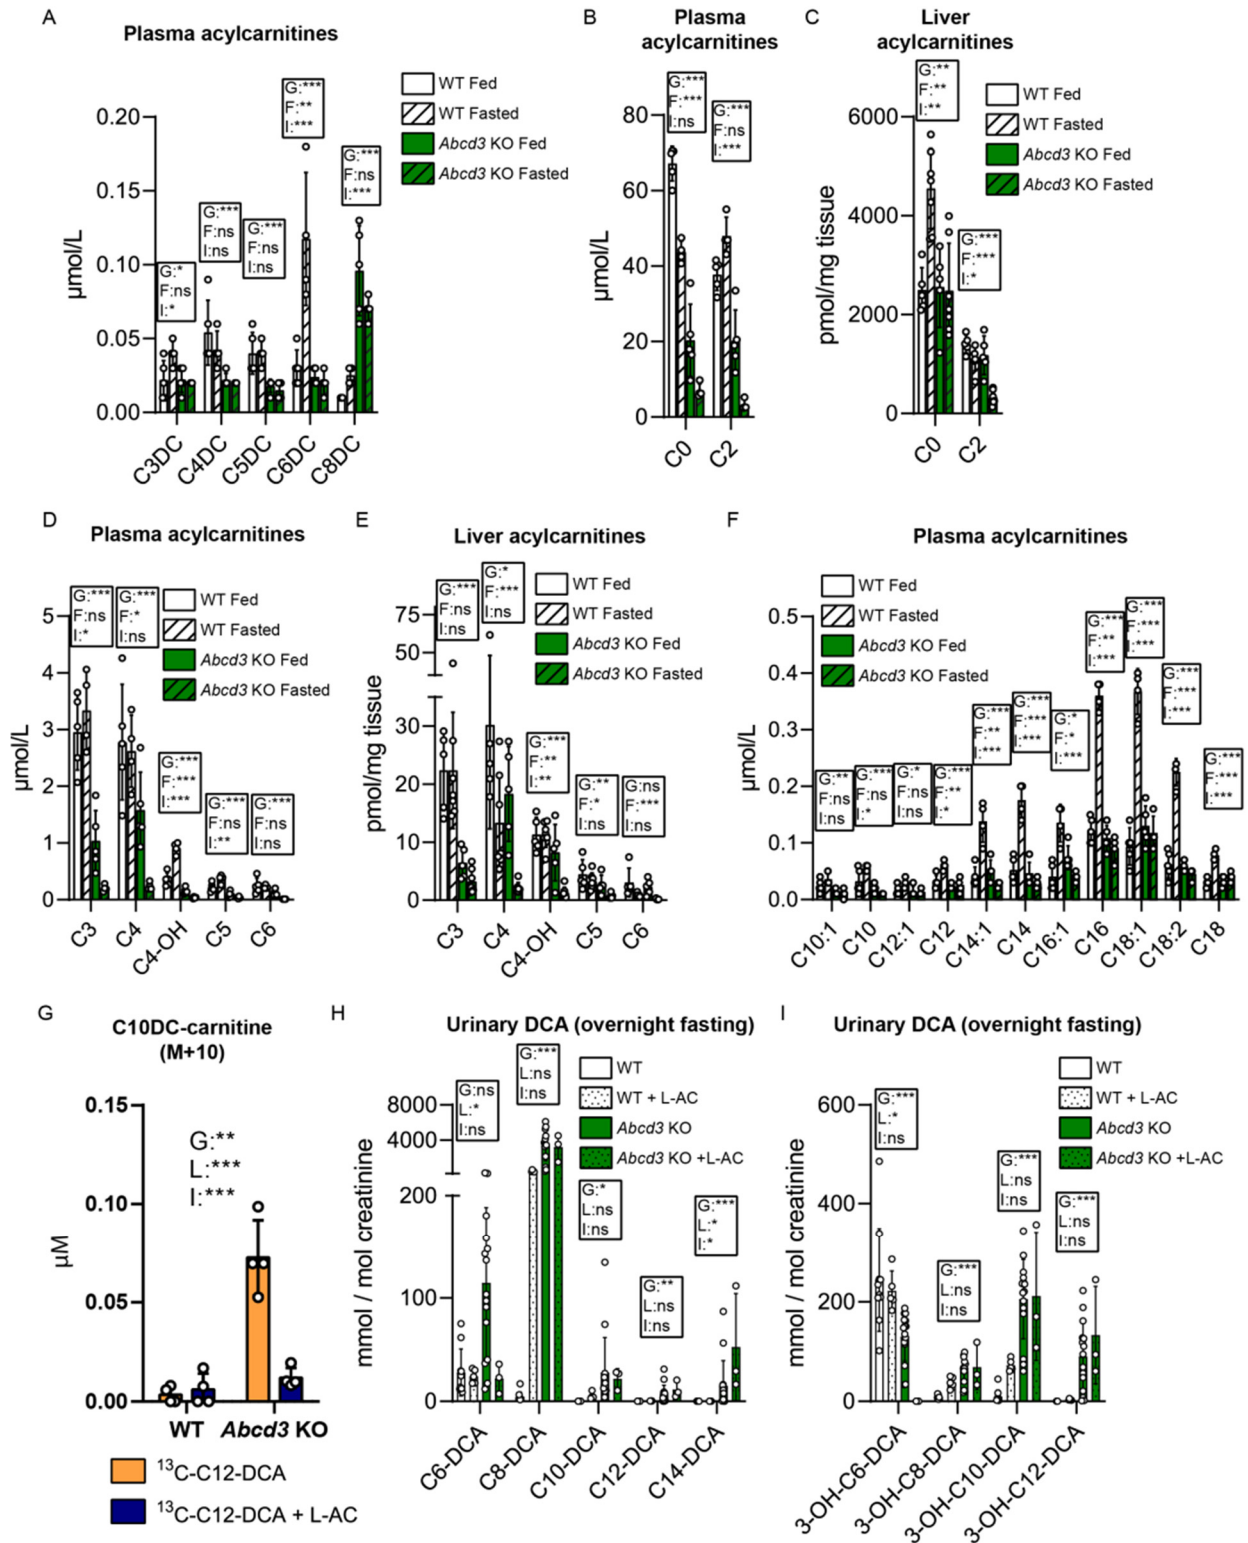 A
Plasma acylcarnitines
G:***
F:**
I:***
G:***
F:ns
I:***
G:***
F:ns
I:ns
G:***
F:ns
I:ns
G:*
F:ns
I:*
WT Fed
WT Fasted
Abcd3 KO Fed
Abcd3 KO Fasted
µmol/L
0.20
0.15
0.10
0.05
0.00
C3DC
C4DC
C5DC
C6DC
C8DC
B
Plasma
acylcarnitines
G:***
F:***
I:ns
G:***
F:ns
I:***
µmol/L
80
60
40
20
0
C0
C2
C
Liver
acylcarnitines
G:**
F:**
I:**
G:***
F:***
I:*
WT Fed
WT Fasted
Abcd3 KO Fed
Abcd3 KO Fasted
pmol/mg tissue
6000
4000
2000
0
C0
C2
D
Plasma acylcarnitines
G:***
F:ns
I:*
G:***
F:*
I:ns
G:***
F:***
I:***
G:***
F:ns
I:**
G:***
F:ns
I:ns
WT Fed
WT Fasted
Abcd3 KO Fed
Abcd3 KO Fasted
µmol/L
5
4
3
2
1
0
C3
C4
C4-OH
C5
C6
E
Liver acylcarnitines
G:***
F:ns
I:ns
G:*
F:***
I:ns
G:***
F:**
I:**
G:**
F:*
I:ns
G:ns
F:***
I:ns
WT Fed
WT Fasted
Abcd3 KO Fed
Abcd3 KO Fasted
pmol/mg tissue
75
50
30
20
10
0
C3
C4
C4-OH
C5
C6
F
Plasma acylcarnitines
WT Fed
WT Fasted
Abcd3 KO Fed
Abcd3 KO Fasted
G:**
F:ns
I:ns
G:***
F:ns
I:*
G:*
F:ns
I:ns
G:***
F:**
I:*
G:***
F:**
I:***
G:***
F:***
I:***
G:*
F:*
I:***
G:***
F:**
I:***
G:***
F:***
I:***
G:***
F:***
I:***
G:***
F:***
I:***
µmol/L
0.5
0.4
0.3
0.2
0.1
0.0
C10:1
C10
C12:1
C12
C14:1
C14
C16:1
C16
C18:1
C18:2
C18
G
C10DC-carnitine
(M+10)
G:**
L:***
I:***
µM
0.15
0.10
0.05
0.00
WT
Abcd3 KO
¹³C-C12-DCA
¹³C-C12-DCA + L-AC
H
Urinary DCA (overnight fasting)
G:ns
L:*
I:ns
G:***
L:ns
I:ns
G:*
L:ns
I:ns
G:**
L:ns
I:ns
G:***
L:*
I:*
WT
WT + L-AC
Abcd3 KO
Abcd3 KO +L-AC
mmol / mol creatinine
8000
4000
200
100
0
C6-DCA
C8-DCA
C10-DCA
C12-DCA
C14-DCA
I
Urinary DCA (overnight fasting)
G:***
L:*
I:ns
G:***
L:ns
I:ns
G:***
L:ns
I:ns
G:***
L:ns
I:ns
WT
WT + L-AC
Abcd3 KO
Abcd3 KO +L-AC
mmol / mol creatinine
600
400
200
0
3-OH-C6-DCA
3-OH-C8-DCA
3-OH-C10-DCA
3-OH-C12-DCA